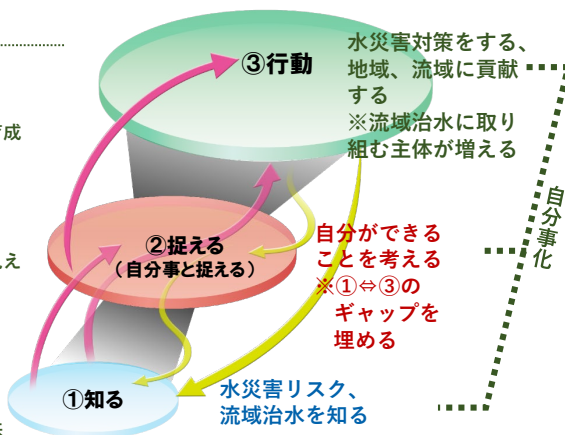 ③行動
水災害対策をする、
地域、流域に貢献
する
※流域治水に取り
組む主体が増える
成
②捉える
(自分事と捉える)
自分ができる
ことを考える
※①⇔③の
ギャップを
埋める
自分事化
え
①知る
水災害リスク、
流域治水を知る